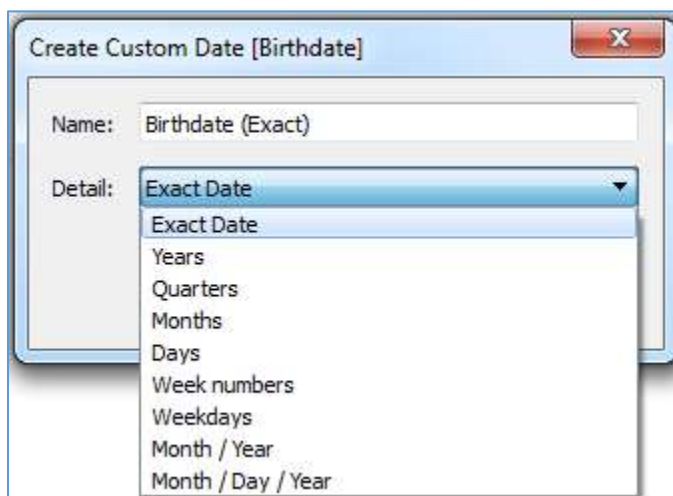 Create Custom Date [Birthdate]
Name: Birthdate (Exact)
Detail: Exact Date
Exact Date
Years
Quarters
Months
Days
Week numbers
Weekdays
Month / Year
Month / Day / Year